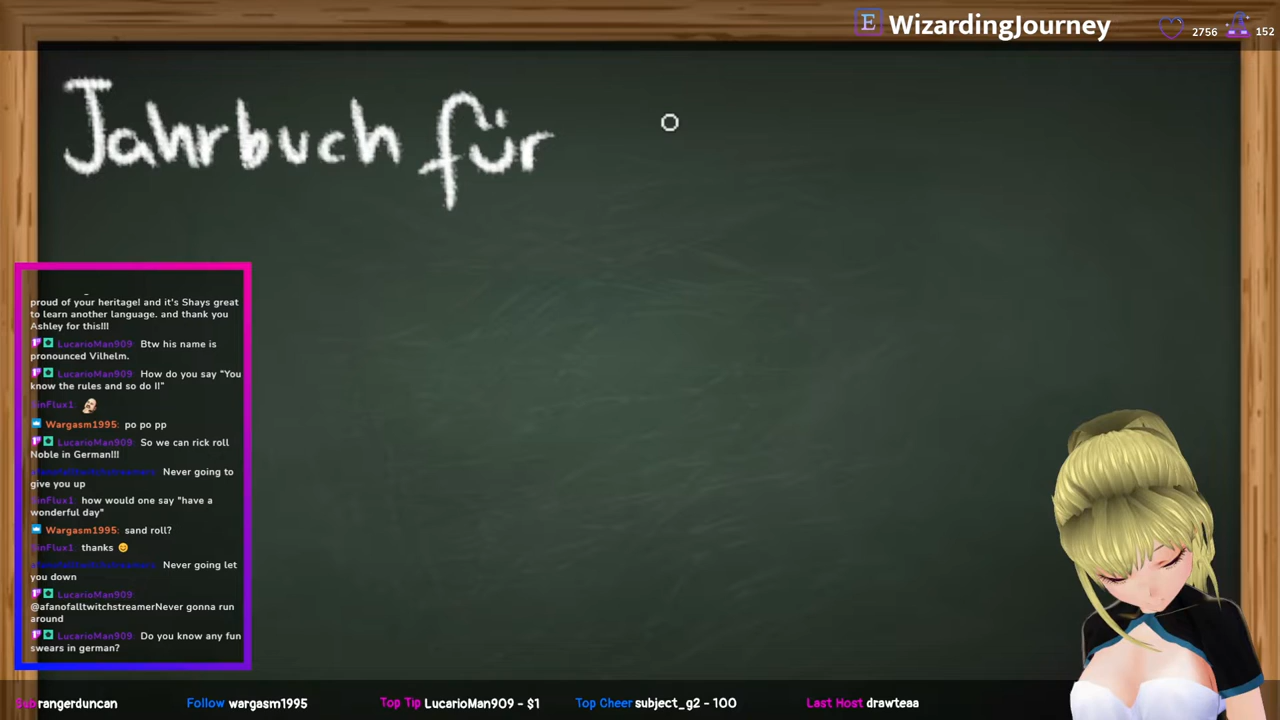 E WizardingJourney
2756
152
Jahrbuch für
proud of your heritage! and it's Shays great
to learn another language. and thank you
Ashley for this!!!
LucarioMan909 Btw his name is
pronounced Vilhelm.
LucarioMan909: How do you say "You
know the rules and so do I!"
Wargasm1995: po po pp
LucarioMan909: So we can rick roll
Noble in German!!!
Never going to
give you up
how would one say "have a
wonderful day"
Wargasm1995: sand roll?
thanks 😊
Never going let
you down
LucarioMan909
@afanofalltwitchstreamerNever gonna run
around
LucarioMan909: Do you know any fun
swears in german?
Sub rangerduncan
Follow wargasm1995
Top Tip LucarioMan909 - $1
Top Cheer subject_g2 - 100
Last Host drawteaa